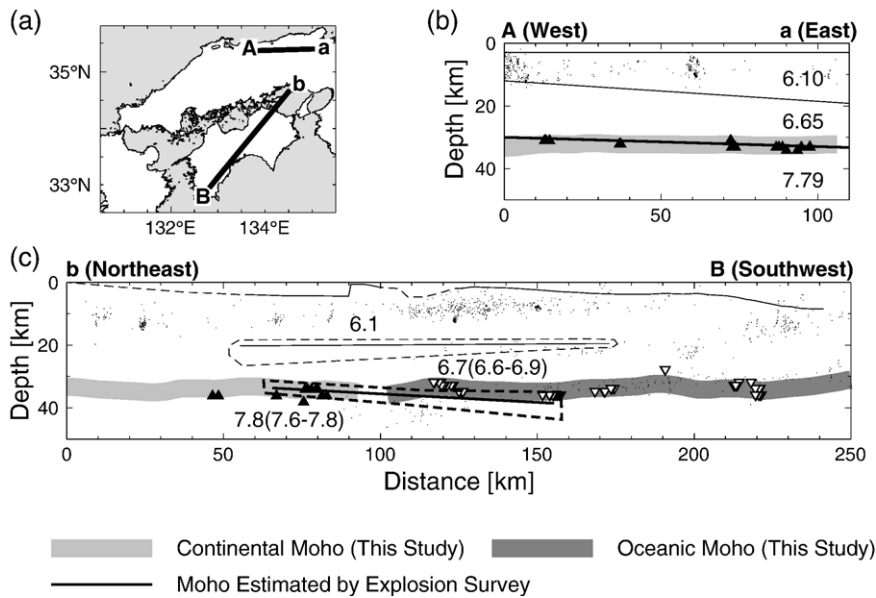 (a)
A a
b
B
35°N
33°N
132°E 134°E
(b)
A (West) a (East)
Depth [km]
0
20
40
6.10
6.65
7.79
0 50 100
(c)
b (Northeast) B (Southwest)
Depth [km]
0
20
40
6.1
6.7(6.6-6.9)
7.8(7.6-7.8)
0 50 100 150 200 250
Distance [km]
Continental Moho (This Study) Oceanic Moho (This Study)
Moho Estimated by Explosion Survey